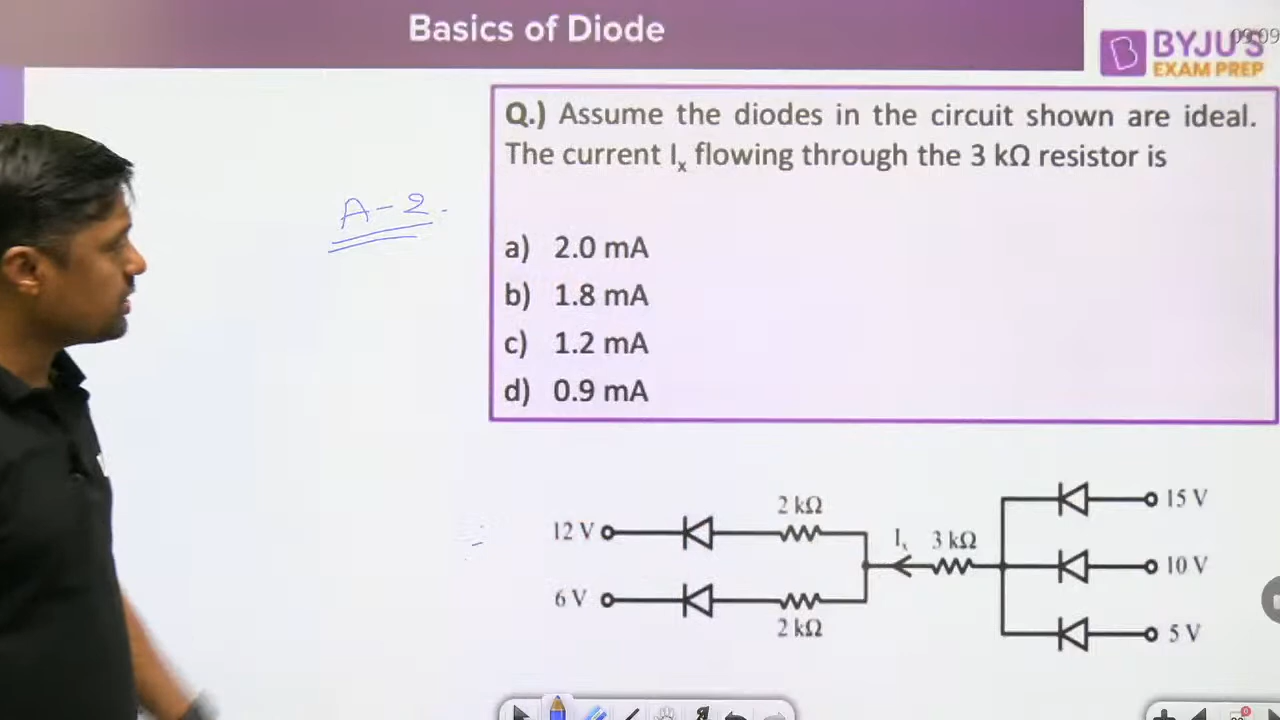 Basics of Diode
BYJU'S
EXAM PREP
09:09
Q.) Assume the diodes in the circuit shown are ideal.
The current Iₓ flowing through the 3 kΩ resistor is
A - 2.
a) 2.0 mA
b) 1.8 mA
c) 1.2 mA
d) 0.9 mA
2 kΩ
15 V
12 V
Iₓ 3 kΩ
10 V
6 V
2 kΩ
5 V